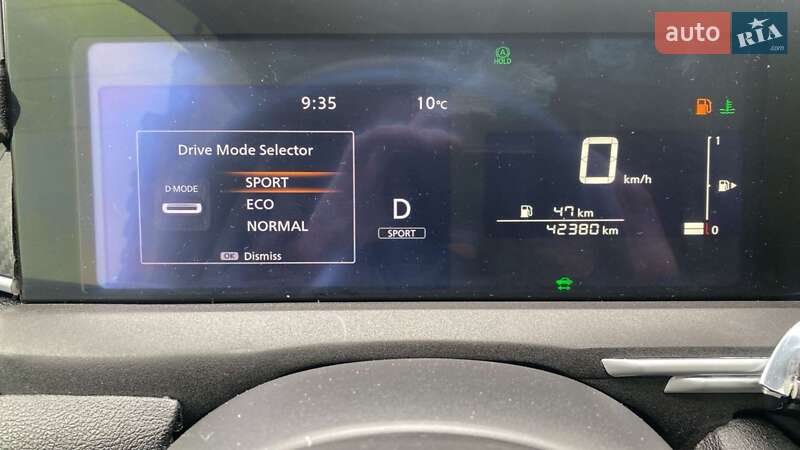 auto RIA .com
A
HOLD
9:35 10°C
Drive Mode Selector
D-MODE
SPORT
ECO
NORMAL
OK Dismiss
D
SPORT
0 km/h
47 km
42380 km
1
0